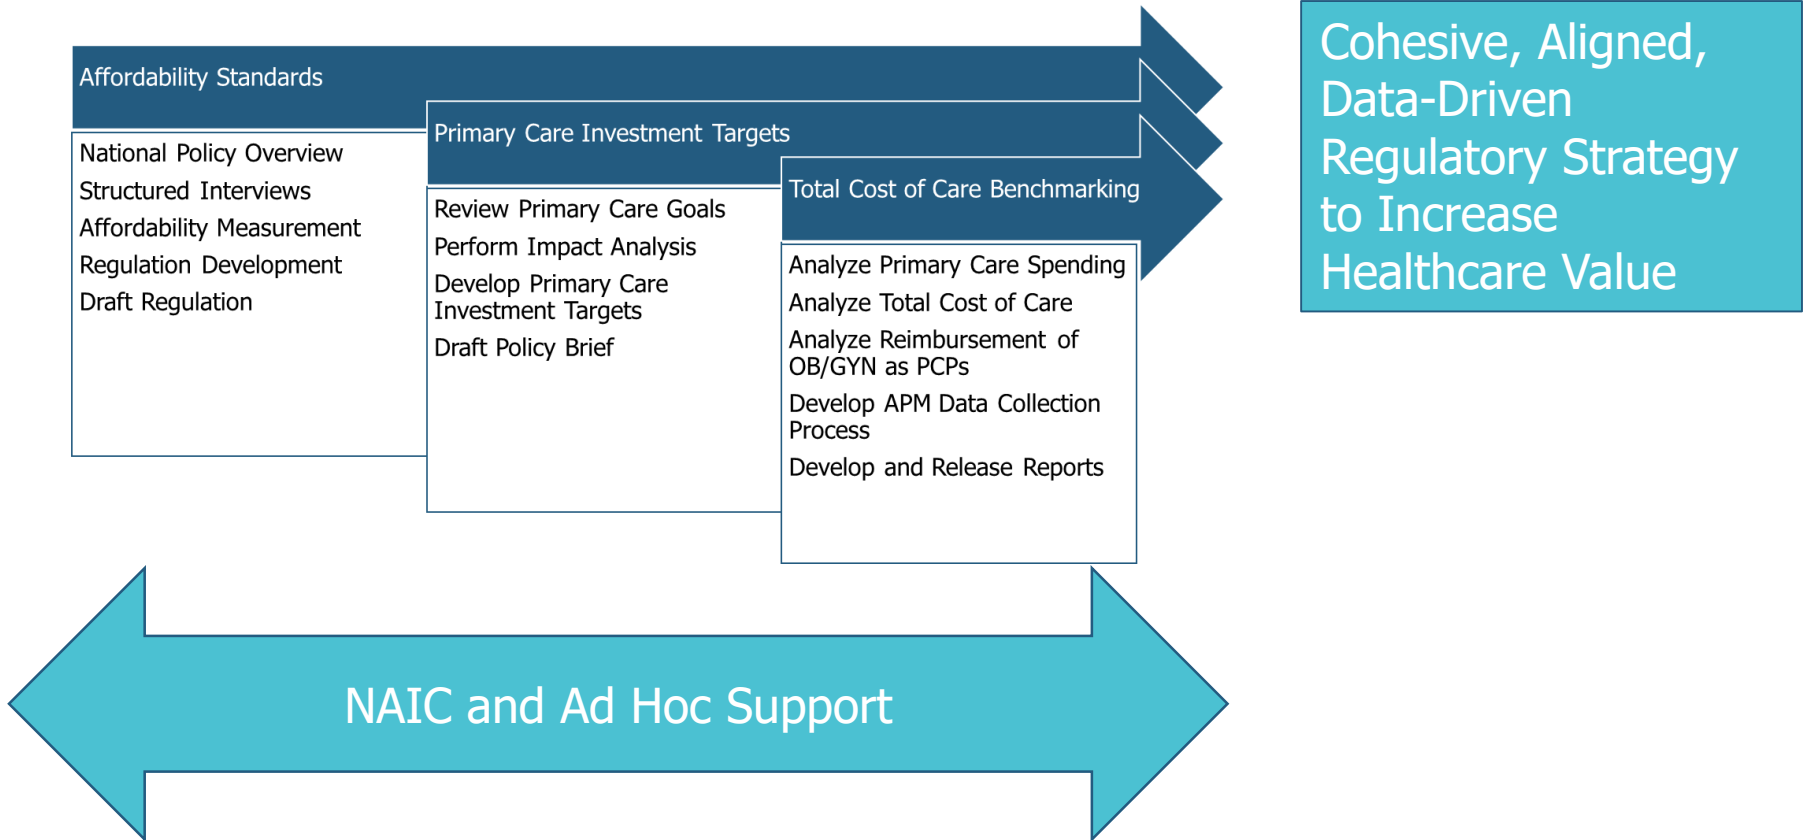 Affordability Standards
National Policy Overview
Structured Interviews
Affordability Measurement
Regulation Development
Draft Regulation
Primary Care Investment Targets
Review Primary Care Goals
Perform Impact Analysis
Develop Primary Care
Investment Targets
Draft Policy Brief
Total Cost of Care Benchmarking
Analyze Primary Care Spending
Analyze Total Cost of Care
Analyze Reimbursement of
OB/GYN as PCPs
Develop APM Data Collection
Process
Develop and Release Reports
Cohesive, Aligned,
Data-Driven
Regulatory Strategy
to Increase
Healthcare Value
NAIC and Ad Hoc Support